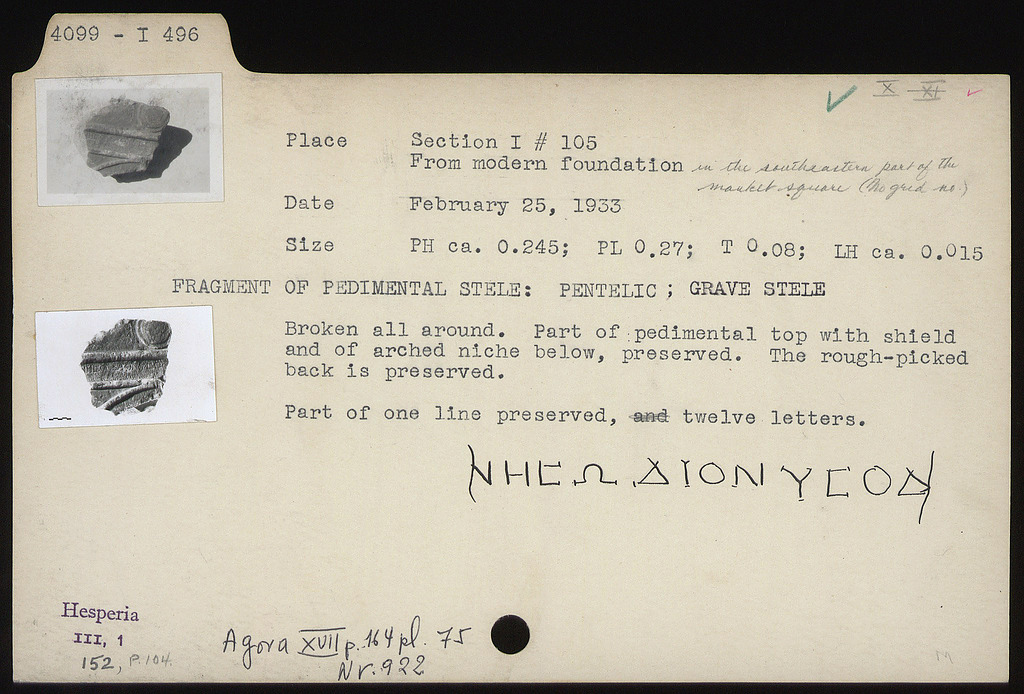 4099 - I 496
X XI
Place Section I # 105
From modern foundation in the southeastern part of the
market square (No grid no.)
Date February 25, 1933
Size PH ca. 0.245; PL 0.27; T 0.08; LH ca. 0.015
FRAGMENT OF PEDIMENTAL STELE: PENTELIC; GRAVE STELE
Broken all around. Part of pedimental top with shield
and of arched niche below, preserved. The rough-picked
back is preserved.
Part of one line preserved, and twelve letters.
ΝΗΣΩ ΔΙΟΝΥΣΟΔ
Hesperia
III, 1
152, P.104.
Agora XVII p. 164 pl. 75
Nr. 922
M